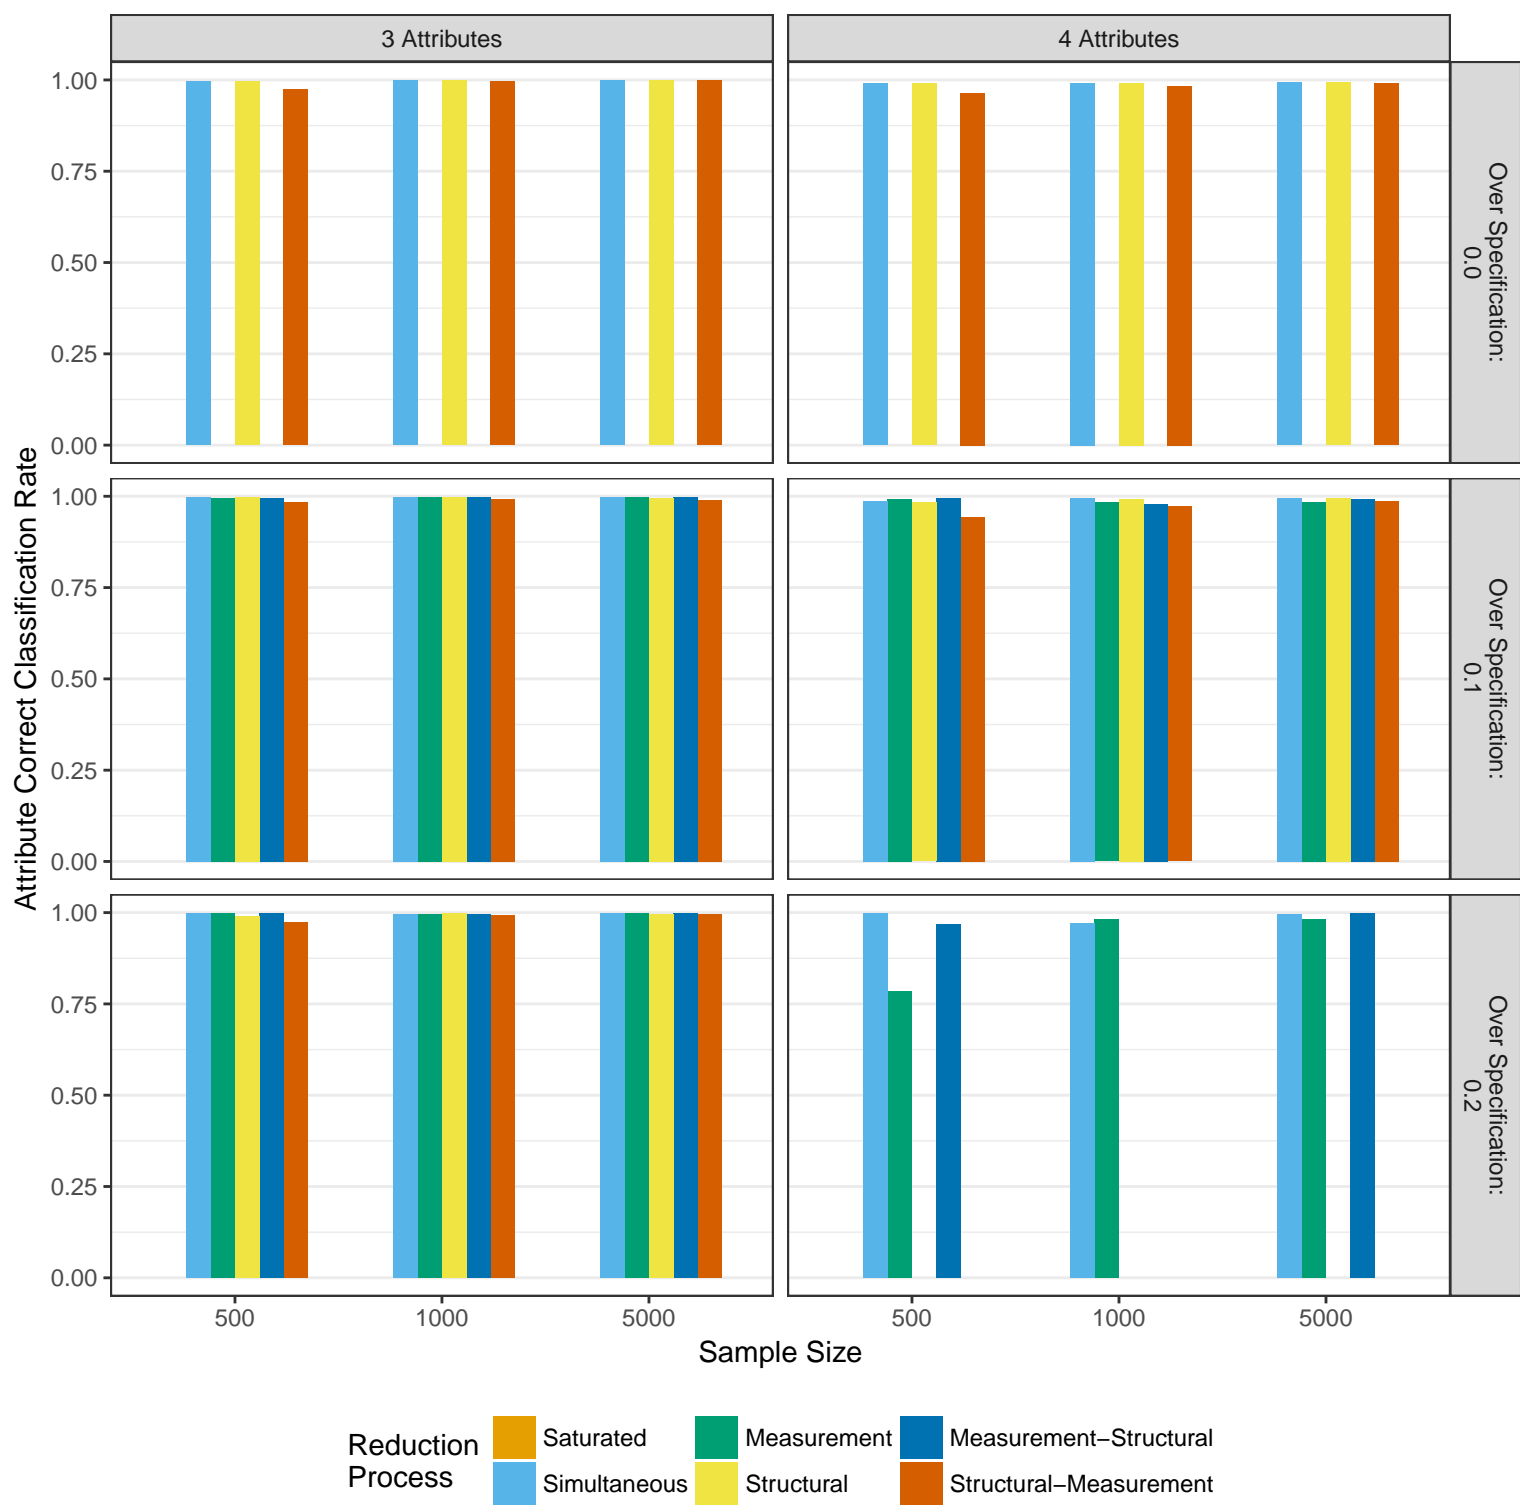 3 Attributes
4 Attributes
1.00
0.75
0.50
0.25
0.00
Over Specification:
0.0
1.00
0.75
0.50
0.25
0.00
Over Specification:
0.1
1.00
0.75
0.50
0.25
0.00
Over Specification:
0.2
Attribute Correct Classification Rate
500
1000
5000
500
1000
5000
Sample Size
Reduction
Process
Saturated
Simultaneous
Measurement
Structural
Measurement−Structural
Structural−Measurement